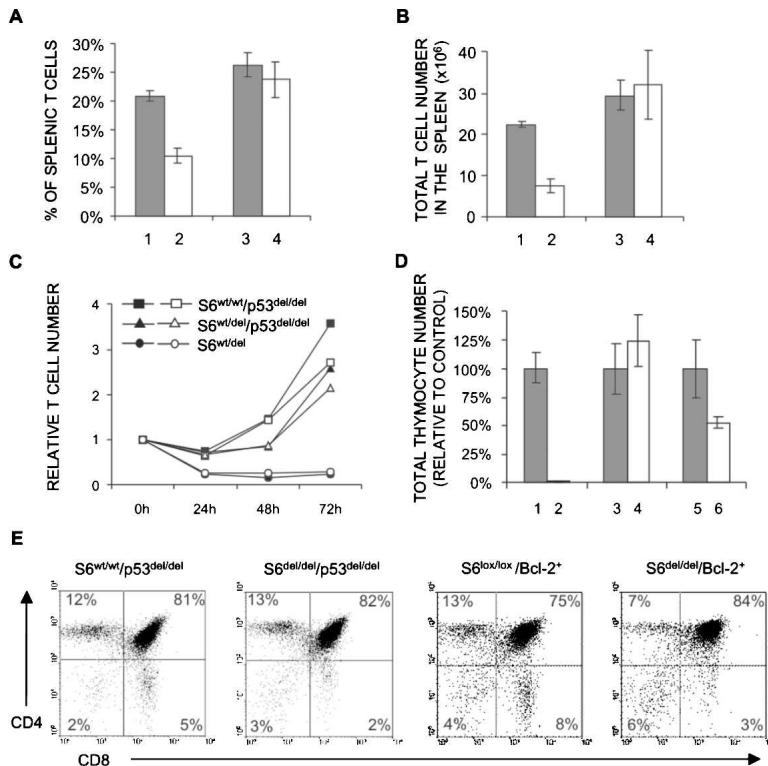 A
% OF SPLENIC T CELLS
30%
25%
20%
15%
10%
5%
0%
1 2 3 4
B
TOTAL T CELL NUMBER
IN THE SPLEEN (x10⁶)
40
30
20
10
0
1 2 3 4
C
RELATIVE T CELL NUMBER
4
3
2
1
0
S6wt/wt/p53del/del
S6wt/del/p53del/del
S6wt/del
0h 24h 48h 72h
D
TOTAL THYMOCYTE NUMBER
(RELATIVE TO CONTROL)
150%
125%
100%
75%
50%
25%
0%
1 2 3 4 5 6
E
S6wt/wt/p53del/del
12% 81%
2% 5%
S6del/del/p53del/del
13% 82%
3% 2%
S6lox/lox/Bcl-2⁺
13% 75%
4% 8%
S6del/del/Bcl-2⁺
7% 84%
6% 3%
CD4
CD8